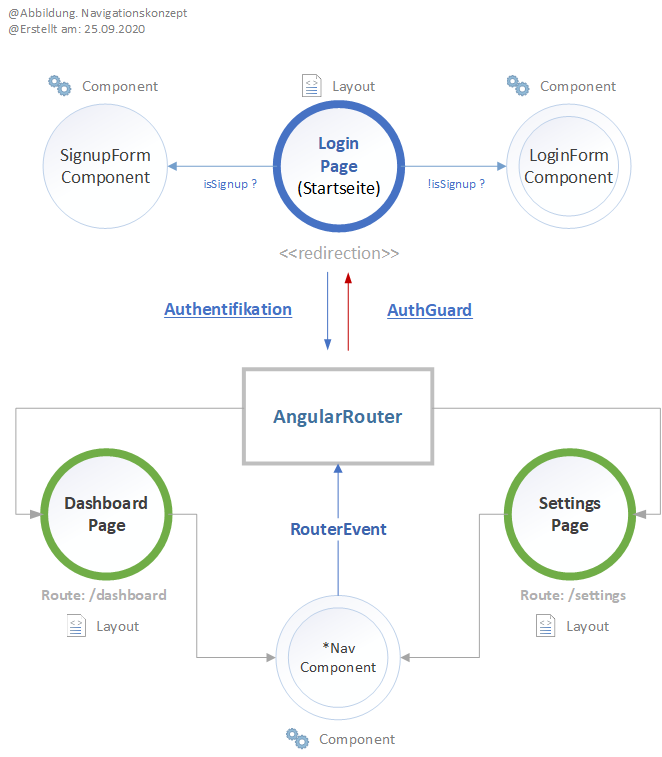 @Abbildung. Navigationskonzept
@Erstellt am: 25.09.2020
Component
Layout
Component
SignupForm
Component
isSignup ?
Login
Page
(Startseite)
!isSignup ?
LoginForm
Component
<<redirection>>
Authentifikation
AuthGuard
AngularRouter
Dashboard
Page
RouterEvent
Settings
Page
Route: /dashboard
Route: /settings
<>
Layout
<>
Layout
*Nav
Component
Component